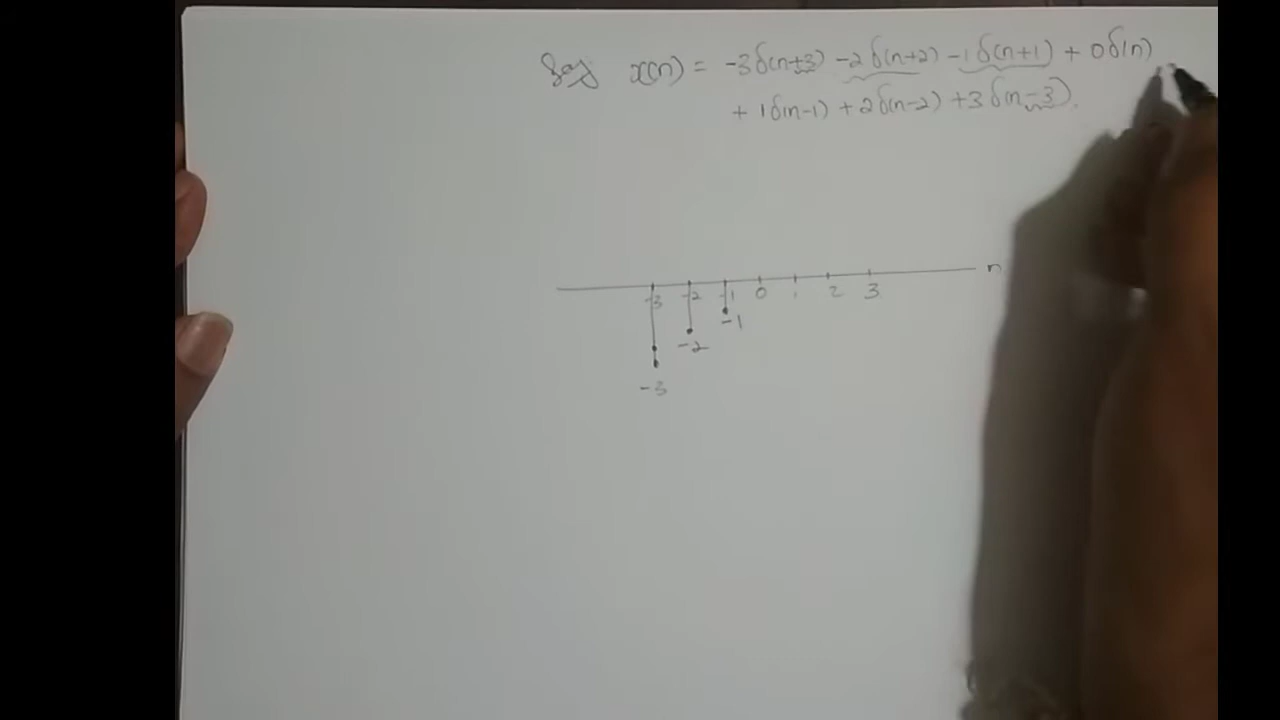 Say x(n) = -3δ(n+3) -2δ(n+2) -1δ(n+1) + 0δ(n)
+ 1δ(n-1) + 2δ(n-2) +3δ(n-3).
n
-3 -2 -1 0 1 2 3
-1
-2
-3